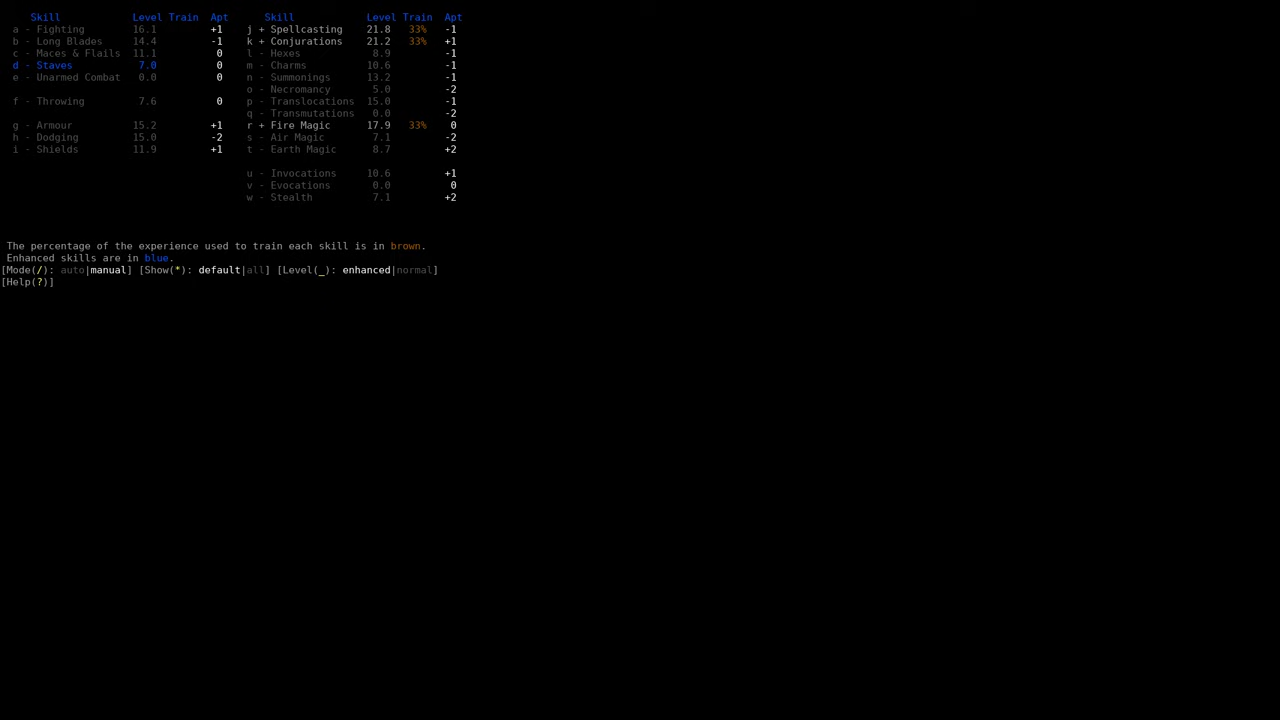 Skill Level Train Apt Skill Level Train Apt
a - Fighting 16.1 +1 j + Spellcasting 21.8 33% -1
b - Long Blades 14.4 -1 k + Conjurations 21.2 33% +1
c - Maces & Flails 11.1 0 l - Hexes 8.9 -1
d - Staves 7.0 0 m - Charms 10.6 -1
e - Unarmed Combat 0.0 0 n - Summonings 13.2 -1
o - Necromancy 5.0 -2
f - Throwing 7.6 0 p - Translocations 15.0 -1
q - Transmutations 0.0 -2
g - Armour 15.2 +1 r + Fire Magic 17.9 33% 0
h - Dodging 15.0 -2 s - Air Magic 7.1 -2
i - Shields 11.9 +1 t - Earth Magic 8.7 +2
u - Invocations 10.6 +1
v - Evocations 0.0 0
w - Stealth 7.1 +2
The percentage of the experience used to train each skill is in brown.
Enhanced skills are in blue.
[Mode(/): auto|manual] [Show(*): default|all] [Level(_): enhanced|normal]
[Help(?)]